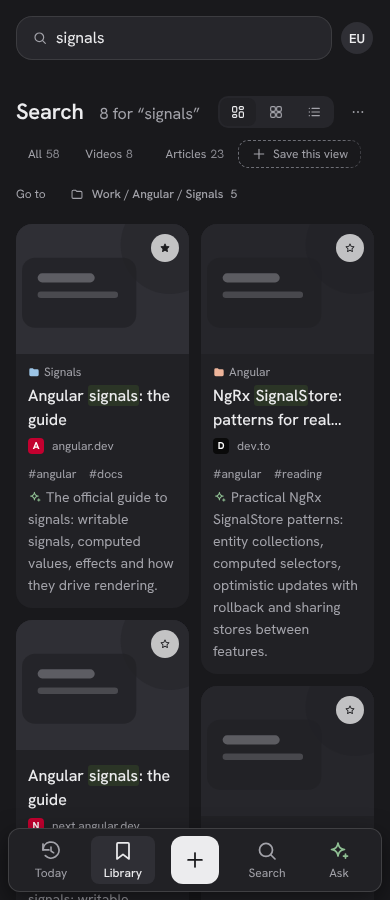 signals
EU
Search 8 for “signals”
All 58 Videos 8 Articles 23 Save this view
Go to Work / Angular / Signals 5
Signals
Angular signals: the
guide
A angular.dev
#angular #docs
The official guide to
signals: writable
signals, computed
values, effects and how
they drive rendering.
Angular
NgRx SignalStore:
patterns for real…
D dev.to
#angular #reading
Practical NgRx
SignalStore patterns:
entity collections,
computed selectors,
optimistic updates with
rollback and sharing
stores between
features.
Angular signals: the
guide
N next.angular.dev
Today Library Search Ask
signals: writable